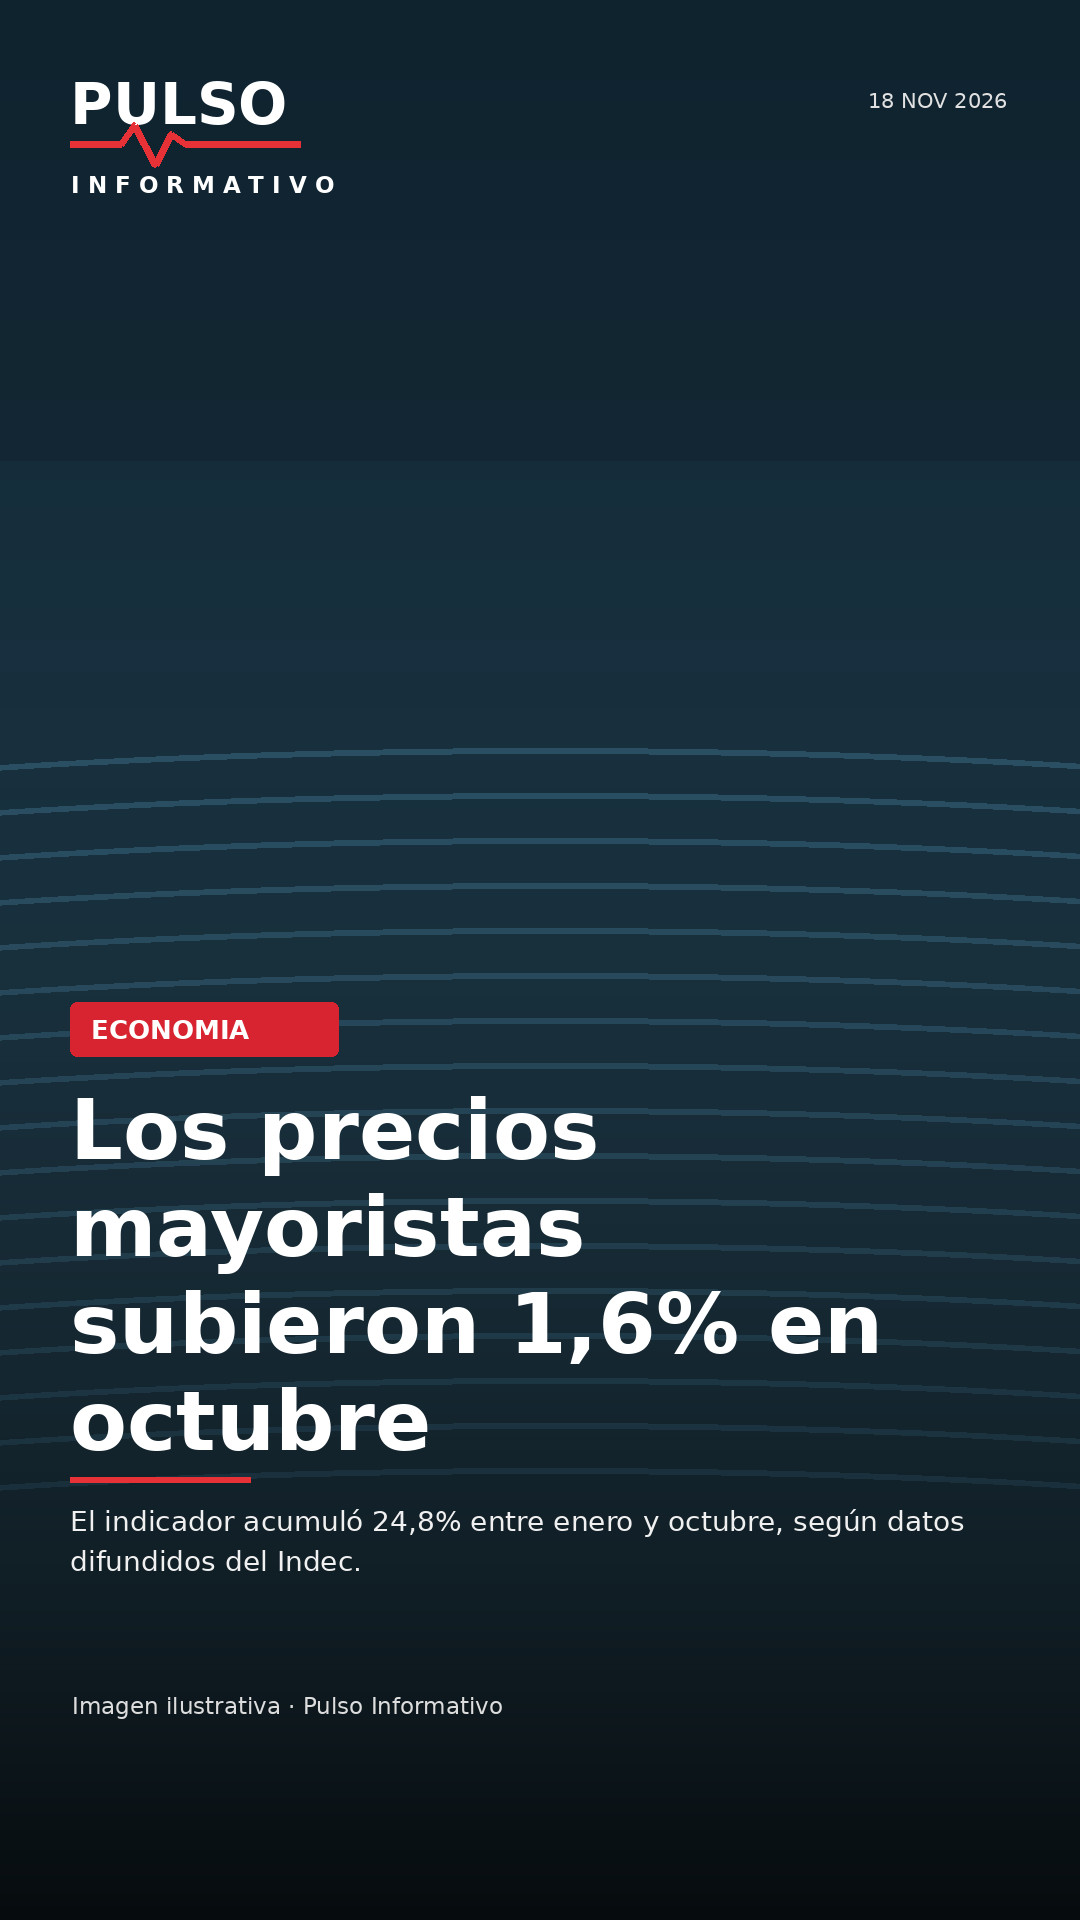 PULSO
INFORMATIVO
18 NOV 2026
ECONOMIA
Los precios
mayoristas
subieron 1,6% en
octubre
El indicador acumuló 24,8% entre enero y octubre, según datos
difundidos del Indec.
Imagen ilustrativa · Pulso Informativo